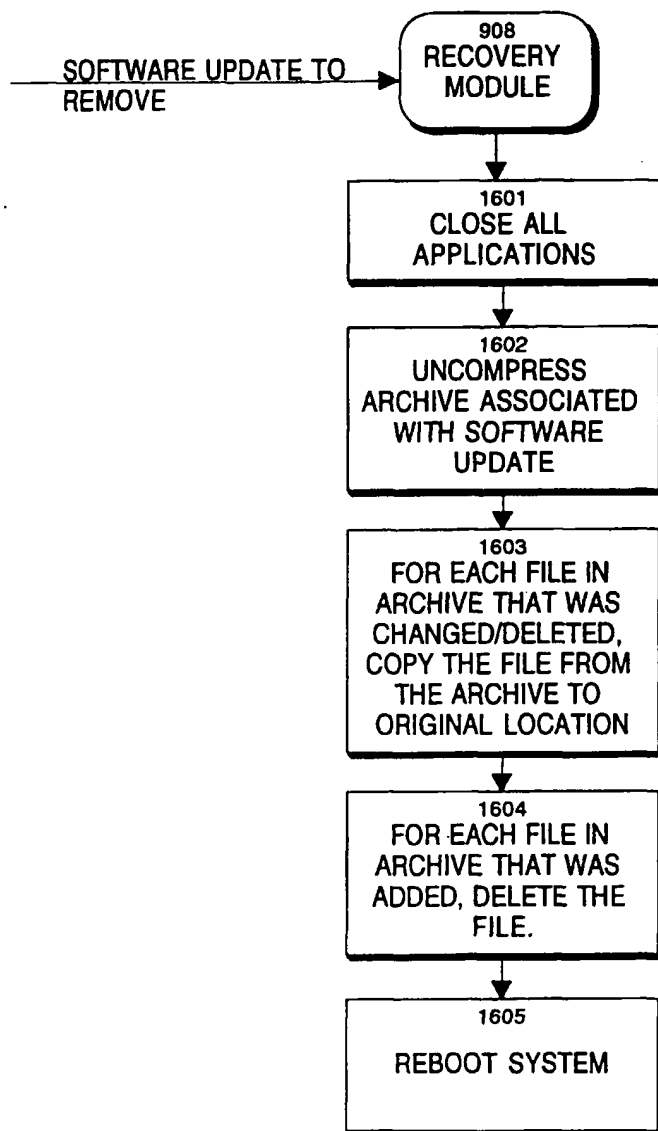 908
RECOVERY
MODULE
SOFTWARE UPDATE TO
REMOVE
1601
CLOSE ALL
APPLICATIONS
1602
UNCOMPRESS
ARCHIVE ASSOCIATED
WITH SOFTWARE
UPDATE
1603
FOR EACH FILE IN
ARCHIVE THAT WAS
CHANGED/DELETED,
COPY THE FILE FROM
THE ARCHIVE TO
ORIGINAL LOCATION
1604
FOR EACH FILE IN
ARCHIVE THAT WAS
ADDED, DELETE THE
FILE.
1605
REBOOT SYSTEM